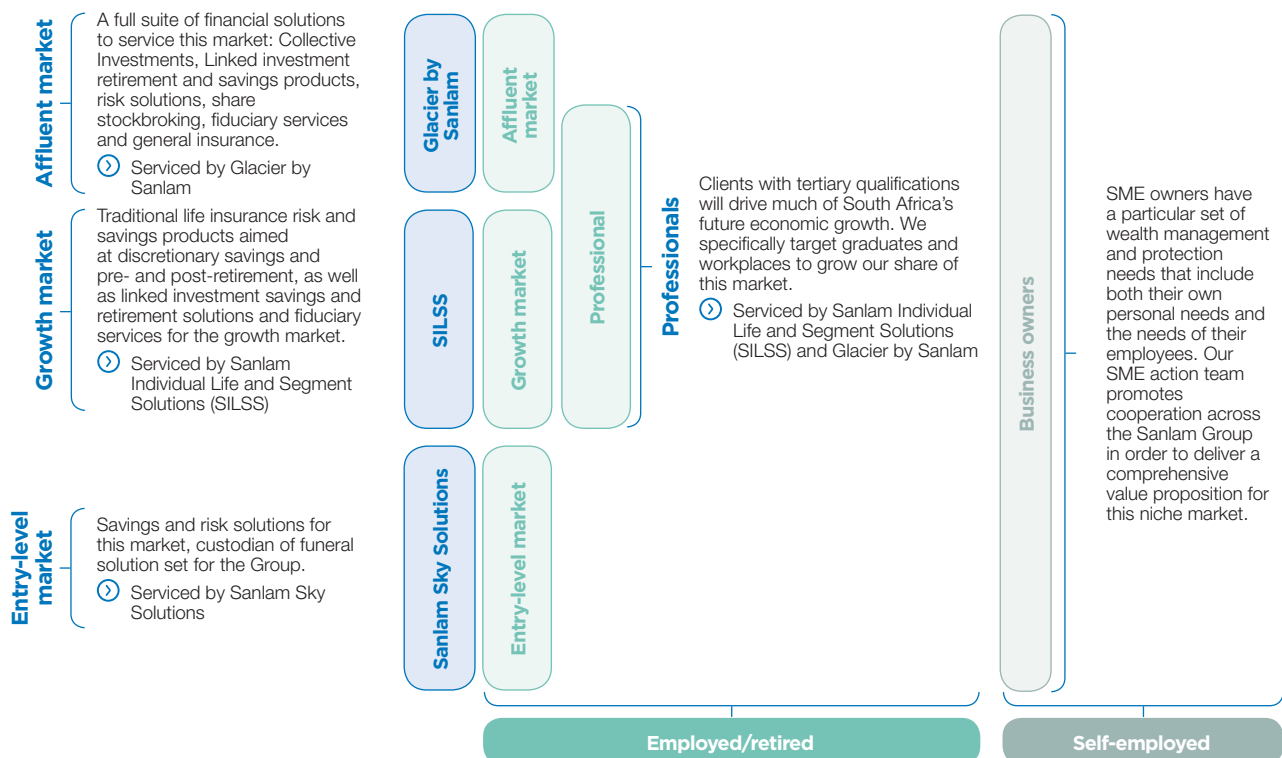 Affluent market
A full suite of financial solutions
to service this market: Collective
Investments, Linked investment
retirement and savings products,
risk solutions, share
stockbroking, fiduciary services
and general insurance.
Serviced by Glacier by
Sanlam
Growth market
Traditional life insurance risk and
savings products aimed
at discretionary savings and
pre- and post-retirement, as well
as linked investment savings and
retirement solutions and fiduciary
services for the growth market.
Serviced by Sanlam
Individual Life and Segment
Solutions (SILSS)
Entry-level
market
Savings and risk solutions for
this market, custodian of funeral
solution set for the Group.
Serviced by Sanlam Sky
Solutions
Glacier by
Sanlam
SILSS
Sanlam Sky Solutions
Affluent
market
Growth market
Entry-level market
Professional
Professionals
Clients with tertiary qualifications
will drive much of South Africa's
future economic growth. We
specifically target graduates and
workplaces to grow our share of
this market.
Serviced by Sanlam Individual
Life and Segment Solutions
(SILSS) and Glacier by Sanlam
Business owners
SME owners have
a particular set of
wealth management
and protection
needs that include
both their own
personal needs and
the needs of their
employees. Our
SME action team
promotes
cooperation across
the Sanlam Group
in order to deliver a
comprehensive
value proposition for
this niche market.
Employed/retired
Self-employed